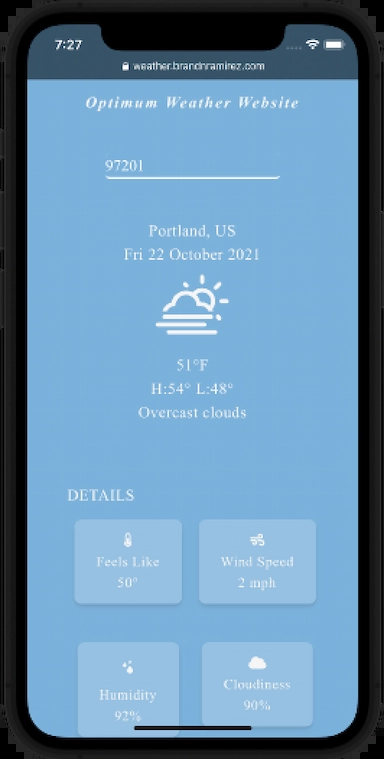 7:27
weather.brandnramirez.com
Optimum Weather Website
97201
Portland, US
Fri 22 October 2021
51°F
H:54° L:48°
Overcast clouds
DETAILS
Feels Like
50°
Wind Speed
2 mph
Humidity
92%
Cloudiness
90%